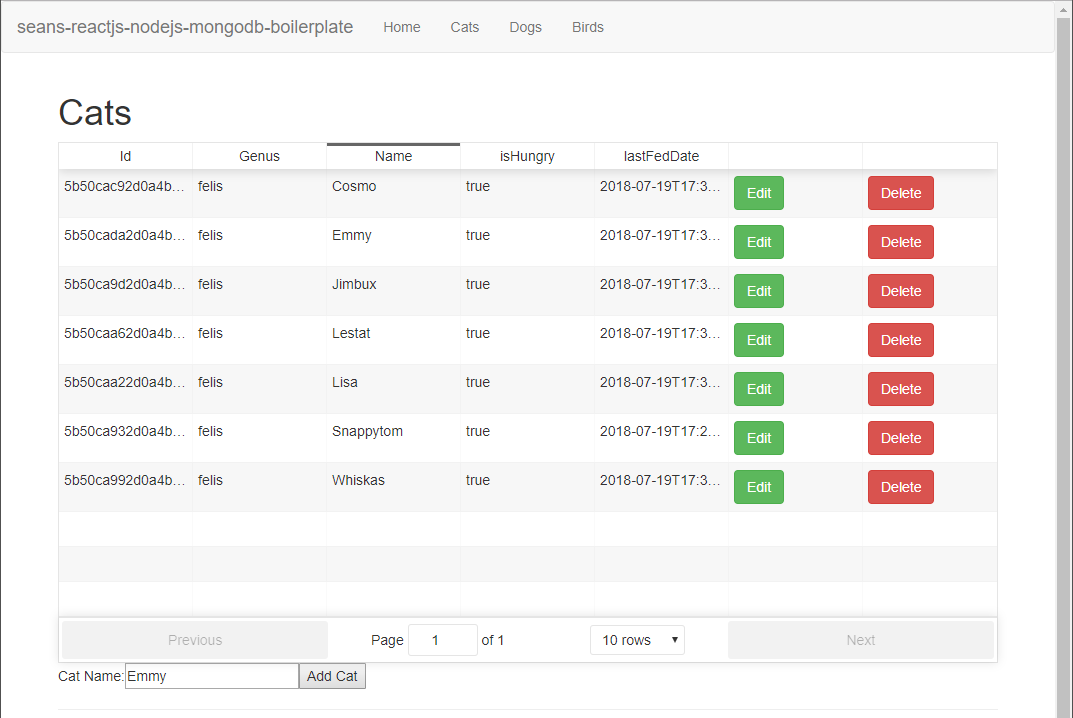 seans-reactjs-nodejs-mongodb-boilerplate Home Cats Dogs Birds
Cats
Id Genus Name isHungry lastFedDate
5b50cac92d0a4b... felis Cosmo true 2018-07-19T17:3... Edit Delete
5b50cada2d0a4b... felis Emmy true 2018-07-19T17:3... Edit Delete
5b50ca9d2d0a4b... felis Jimbux true 2018-07-19T17:3... Edit Delete
5b50caa62d0a4b... felis Lestat true 2018-07-19T17:3... Edit Delete
5b50caa22d0a4b... felis Lisa true 2018-07-19T17:3... Edit Delete
5b50ca932d0a4b... felis Snappytom true 2018-07-19T17:2... Edit Delete
5b50ca992d0a4b... felis Whiskas true 2018-07-19T17:3... Edit Delete
Previous Page 1 of 1 10 rows Next
Cat Name: Emmy Add Cat